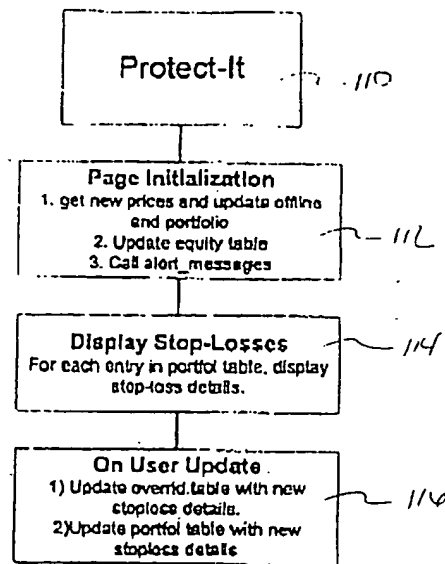 Protect-It
110
Page Initialization
1. get new prices and update offline
and portfolio
2. Update equity table
3. Call alert_messages
112
Display Stop-Losses
For each entry in portfol table, display
stop-loss details.
114
On User Update
1) Update overrid.table with new
stoploss details.
2)Update portfol table with new
stoploss details
116